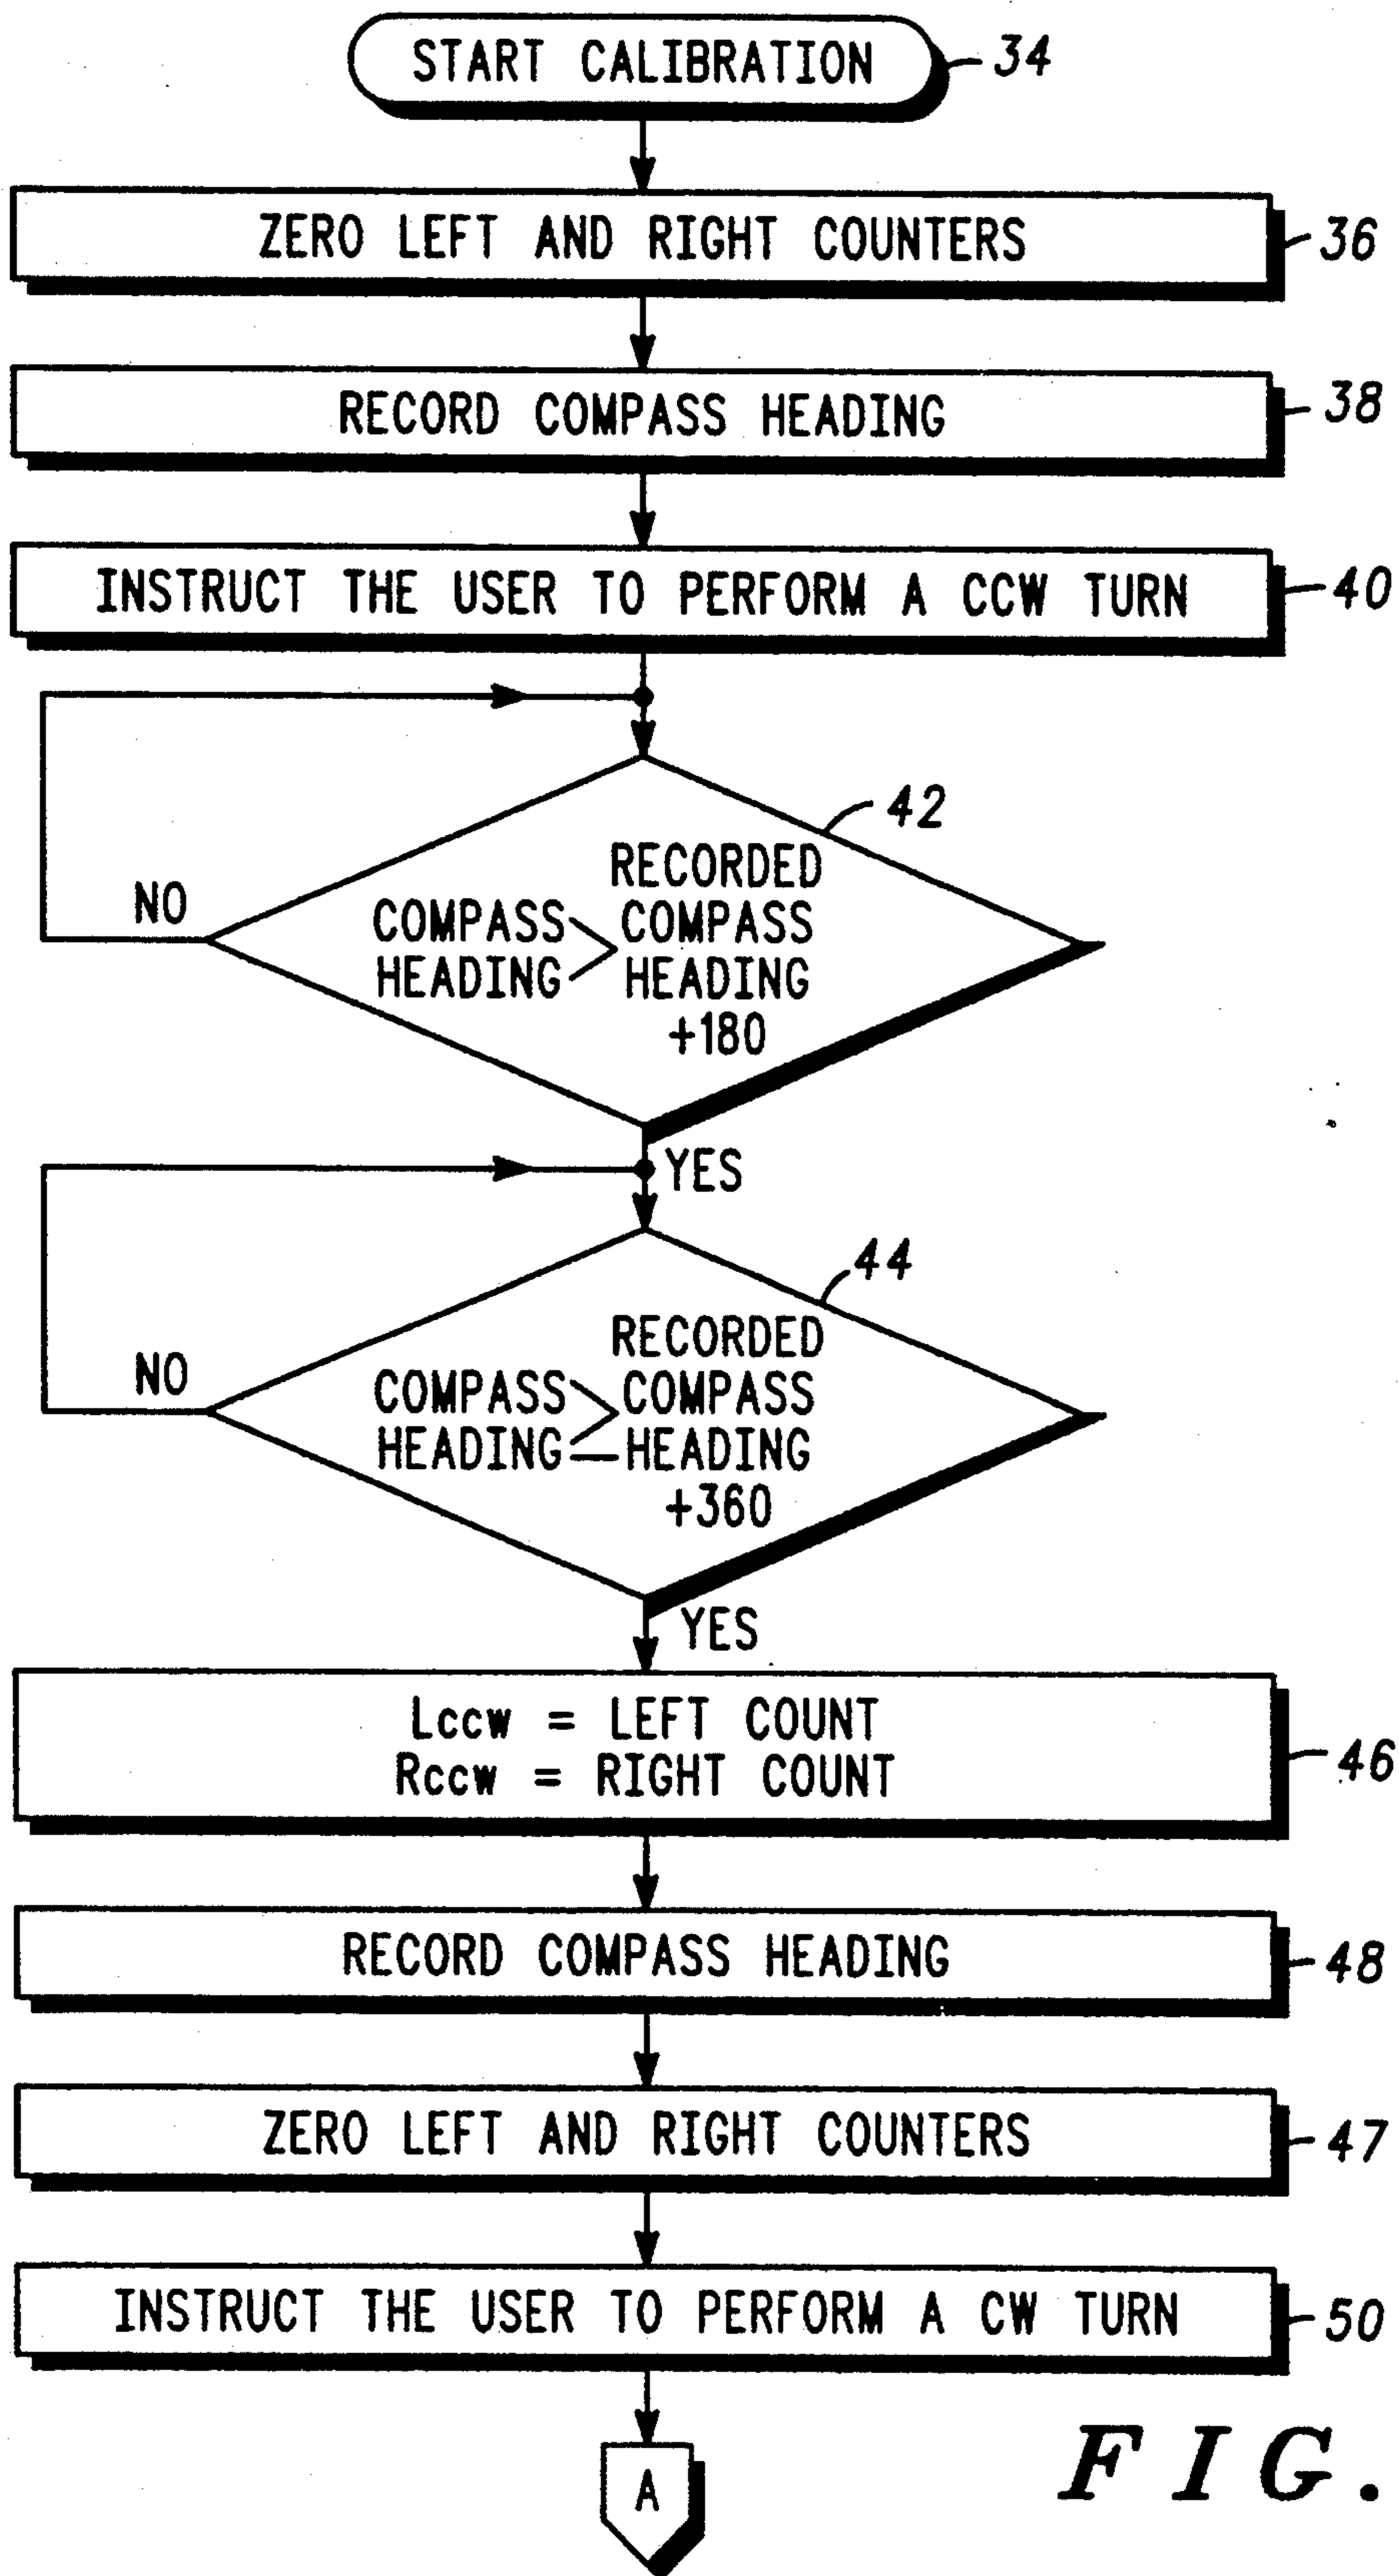 START CALIBRATION
34
ZERO LEFT AND RIGHT COUNTERS
36
RECORD COMPASS HEADING
38
INSTRUCT THE USER TO PERFORM A CCW TURN
40
42
NO
COMPASS
HEADING
>
RECORDED
COMPASS
HEADING
+180
YES
44
NO
COMPASS
HEADING
≥
RECORDED
COMPASS
HEADING
+360
YES
Lccw = LEFT COUNT
Rccw = RIGHT COUNT
46
RECORD COMPASS HEADING
48
ZERO LEFT AND RIGHT COUNTERS
47
INSTRUCT THE USER TO PERFORM A CW TURN
50
A
FIG.